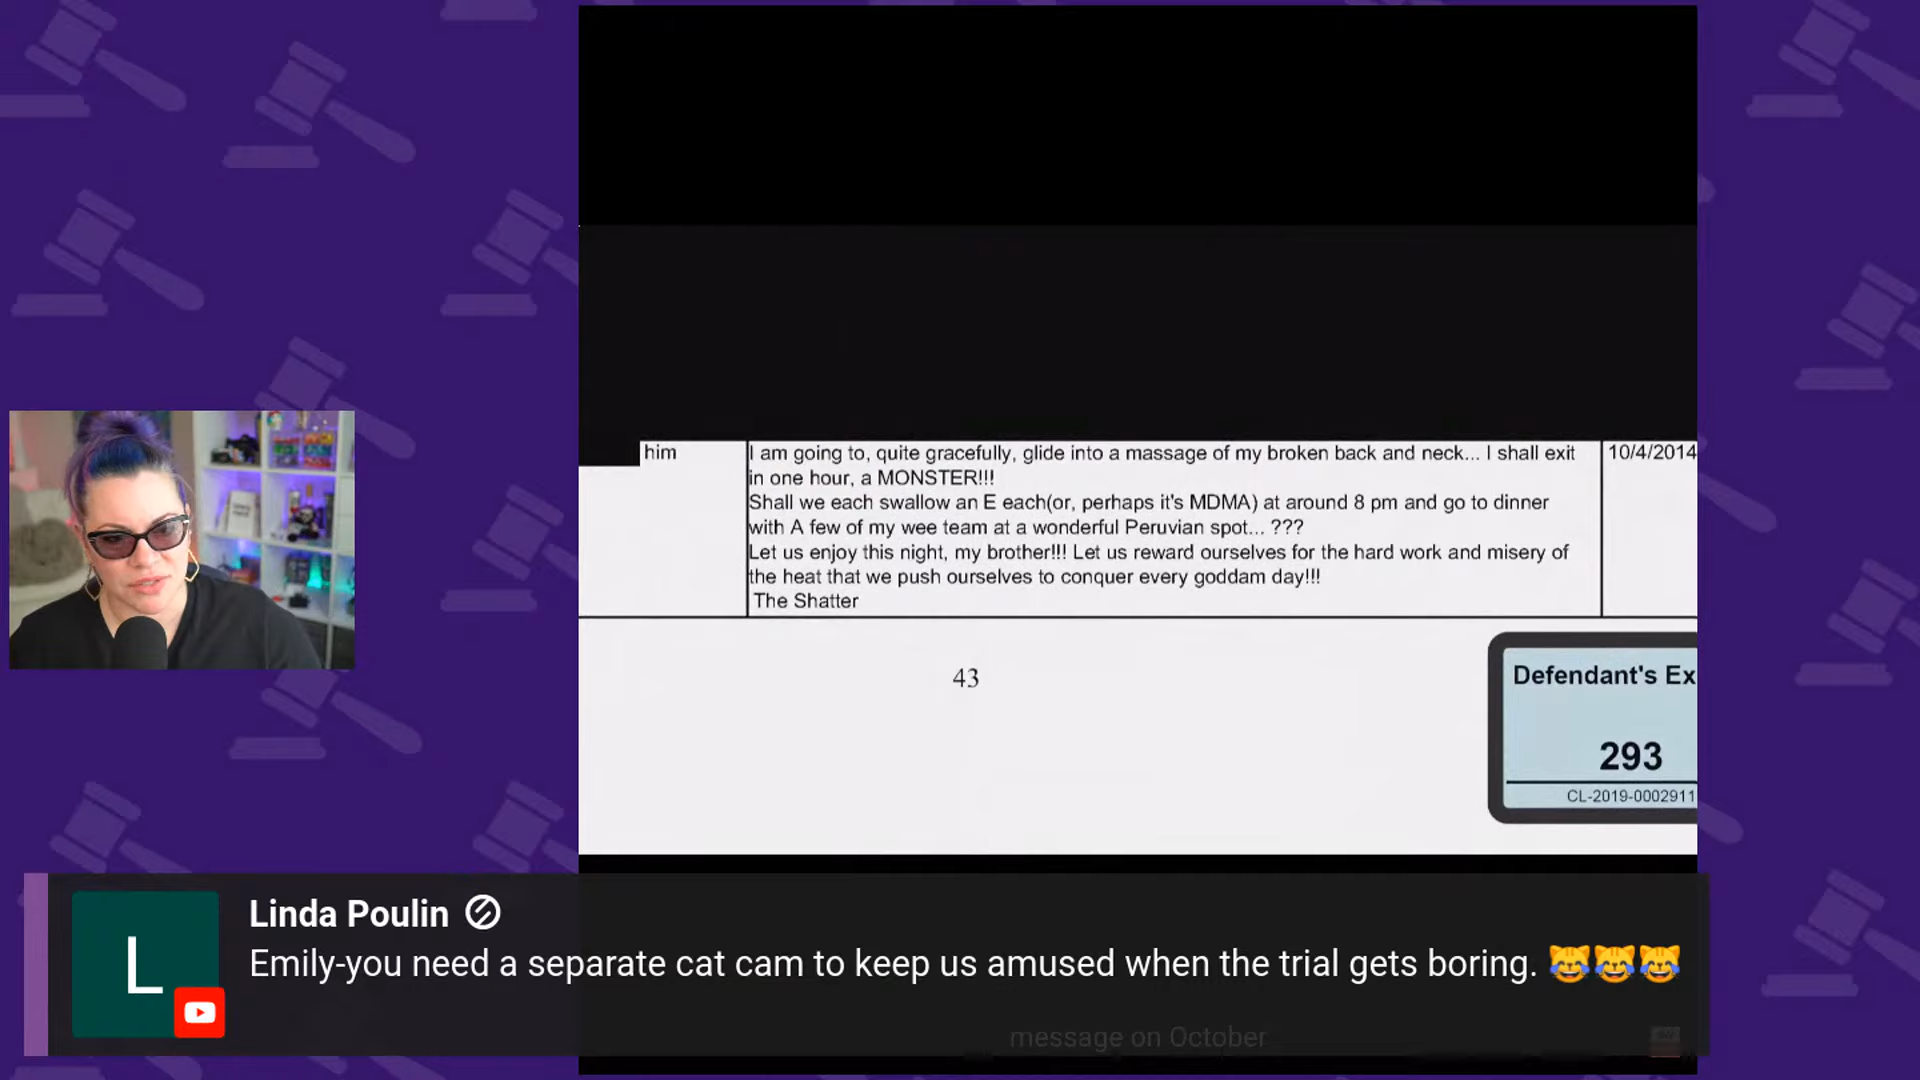 him
I am going to, quite gracefully, glide into a massage of my broken back and neck... I shall exit
in one hour, a MONSTER!!!
Shall we each swallow an E each(or, perhaps it's MDMA) at around 8 pm and go to dinner
with A few of my wee team at a wonderful Peruvian spot... ???
Let us enjoy this night, my brother!!! Let us reward ourselves for the hard work and misery of
the heat that we push ourselves to conquer every goddam day!!!
The Shatter
10/4/2014
43
Defendant's Ex
293
CL-2019-0002911
L
Linda Poulin
Emily-you need a separate cat cam to keep us amused when the trial gets boring. 😹😹😹
message on October